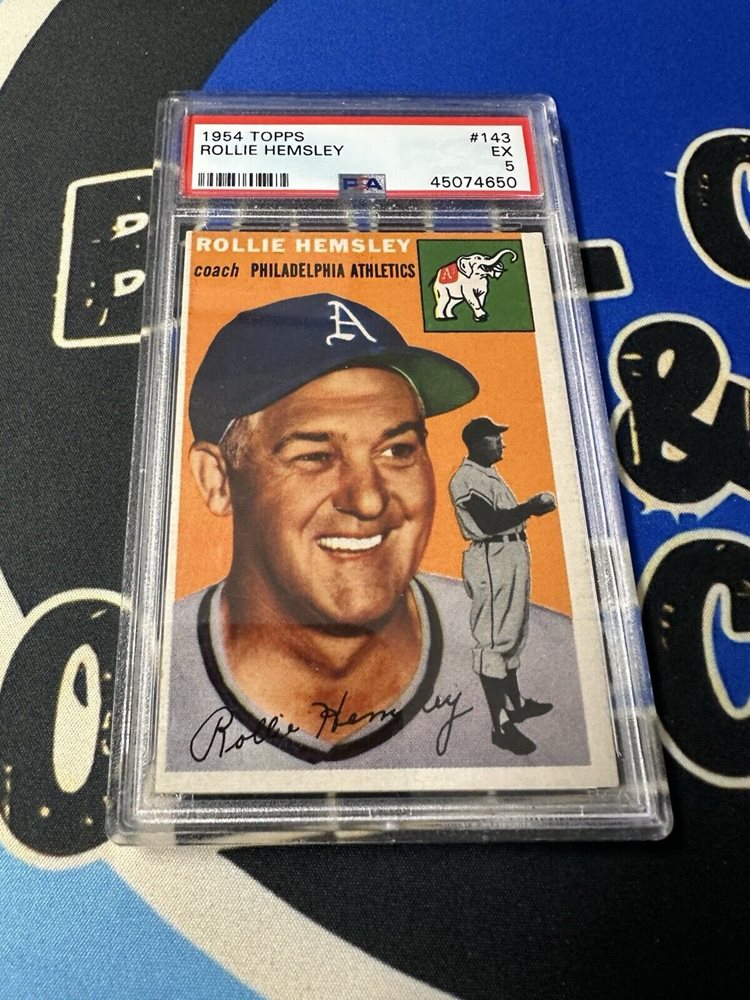 1954 TOPPS #143
ROLLIE HEMSLEY EX
5
PSA 45074650
ROLLIE HEMSLEY
coach PHILADELPHIA ATHLETICS
A
A
Rollie Hemsley
&